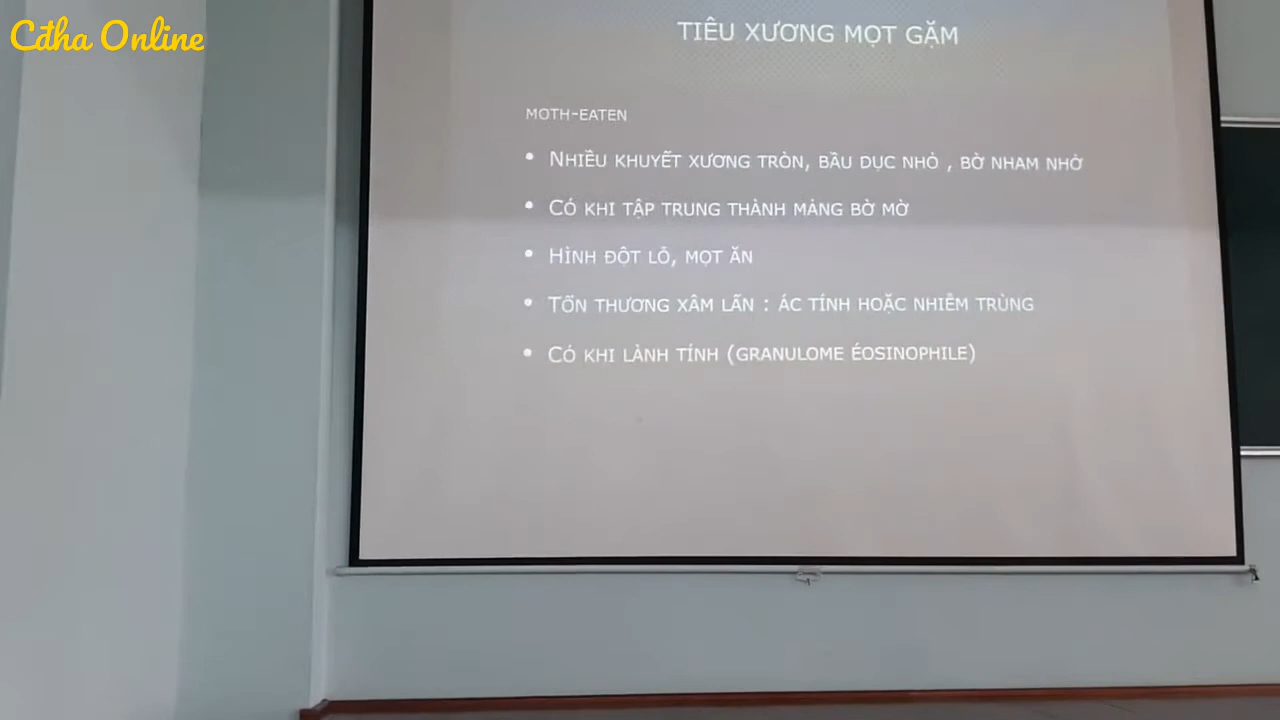 Cđha Online
TIÊU XƯƠNG MỌT GẶM
MOTH-EATEN
• NHIỀU KHUYẾT XƯƠNG TRÒN, BẦU DỤC NHỎ , BỜ NHAM NHỞ
• CÓ KHI TẬP TRUNG THÀNH MẢNG BỜ MỜ
• HÌNH ĐỘT LỖ, MỌT ĂN
• TỔN THƯƠNG XÂM LẤN : ÁC TÍNH HOẶC NHIỄM TRÙNG
• CÓ KHI LÀNH TÍNH (GRANULOME ÉOSINOPHILE)